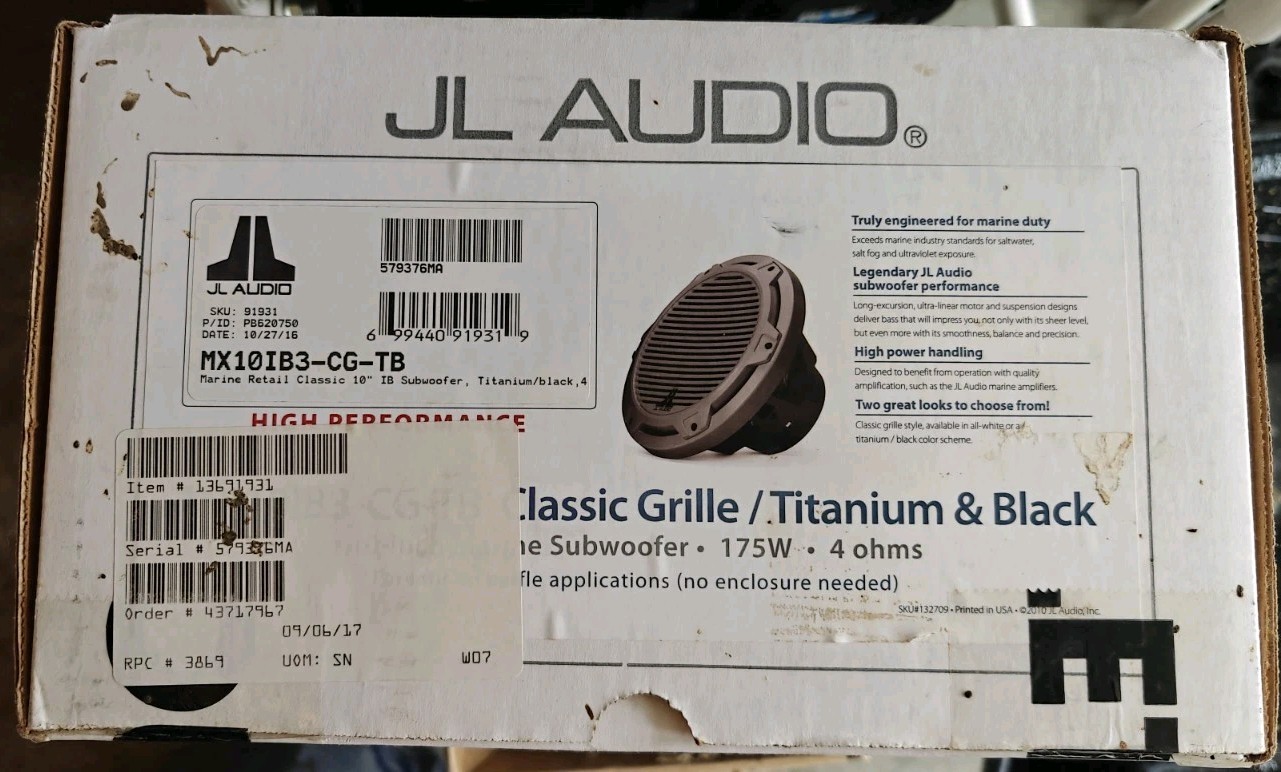 JL AUDIO®
JL AUDIO
579376MA
SKU: 91931
P/ID: PB620750
DATE: 10/27/16
6 99440 91931 9
MX10IB3-CG-TB
Marine Retail Classic 10" IB Subwoofer, Titanium/black,4
HIGH PERFORMANCE
Truly engineered for marine duty
Exceeds marine industry standards for saltwater,
salt fog and ultraviolet exposure.
Legendary JL Audio
subwoofer performance
Long-excursion, ultra-linear motor and suspension designs
deliver bass that will impress you not only with its sheer level,
but even more with its smoothness, balance and precision.
High power handling
Designed to benefit from operation with quality
amplification, such as the JL Audio marine amplifiers.
Two great looks to choose from!
Classic grille style, available in all-white or a
titanium / black color scheme.
Item # 13691931
Serial # 579376MA
Order # 43717967
09/06/17
RPC # 3869 UOM: SN W07
Classic Grille / Titanium & Black
ne Subwoofer • 175W • 4 ohms
fle applications (no enclosure needed)
SKU#132709 • Printed in USA • ©2010 JL Audio, Inc.